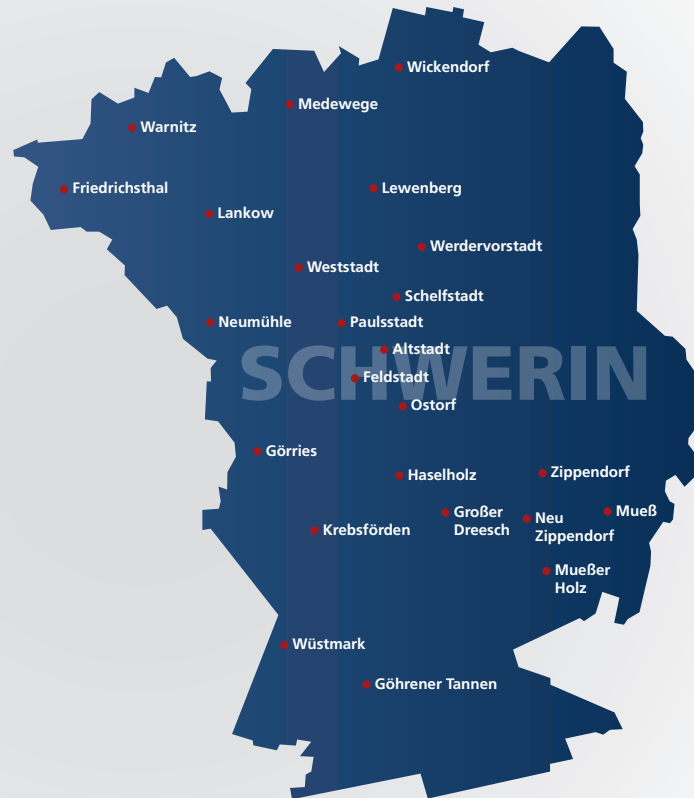 Wickendorf
Medewege
Warnitz
Friedrichsthal
Lewenberg
Lankow
Werdervorstadt
Weststadt
Schelfstadt
Neumühle
Paulsstadt
Altstadt
SCHWERIN
Feldstadt
Ostorf
Görries
Haselholz
Zippendorf
Großer
Dreesch
Mueß
Neu
Zippendorf
Krebsförden
Mueßer
Holz
Wüstmark
Göhrener Tannen